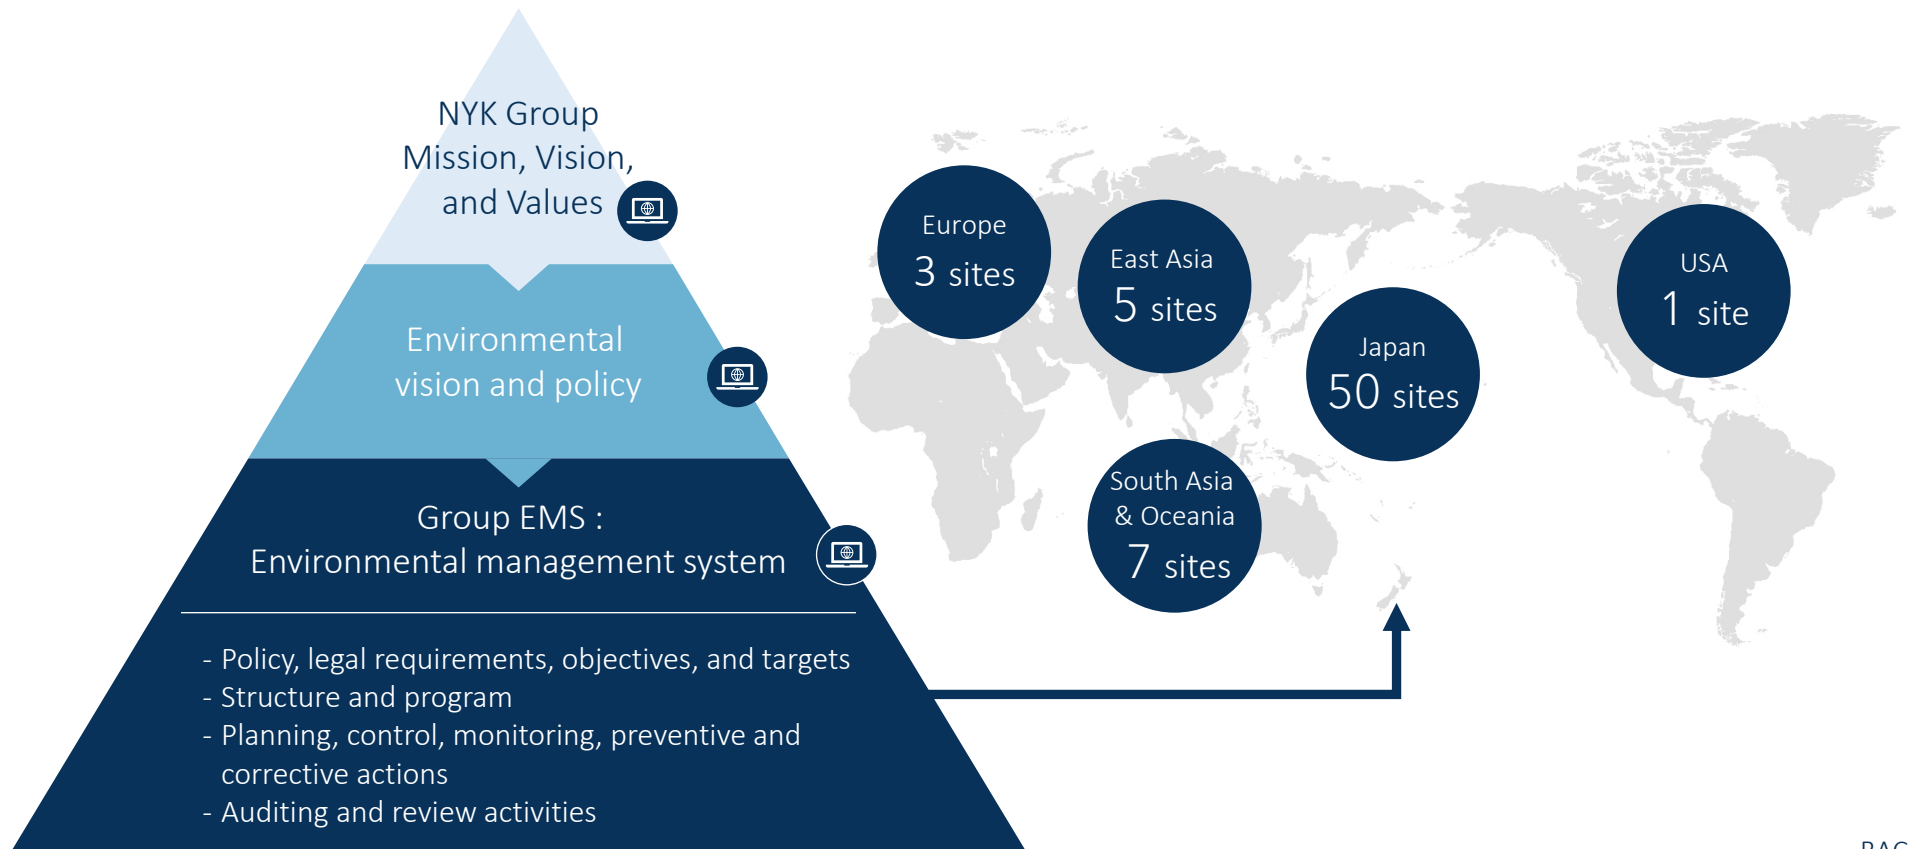 NYK Group
Mission, Vision,
and Values
Environmental
vision and policy
Group EMS :
Environmental management system
- Policy, legal requirements, objectives, and targets
- Structure and program
- Planning, control, monitoring, preventive and
corrective actions
- Auditing and review activities
Europe
3 sites
East Asia
5 sites
Japan
50 sites
USA
1 site
South Asia
& Oceania
7 sites